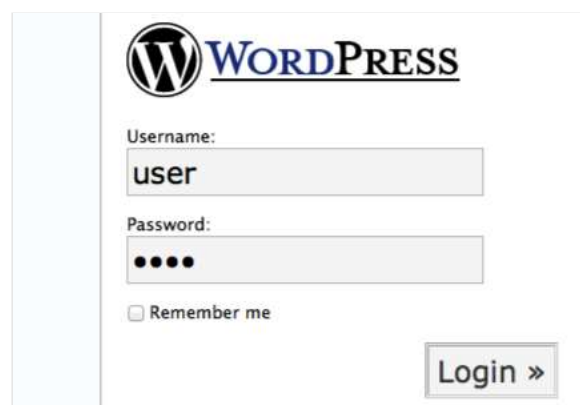 WORDPRESS
Username:
user
Password:
••••
Remember me
Login »